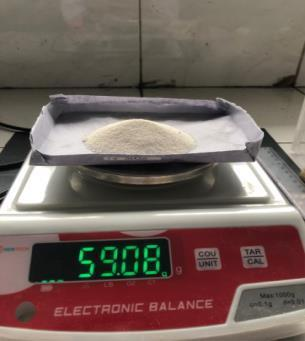 59.08 g
COU
UNIT
TAR
CAL
Max:1000g
ELECTRONIC BALANCE